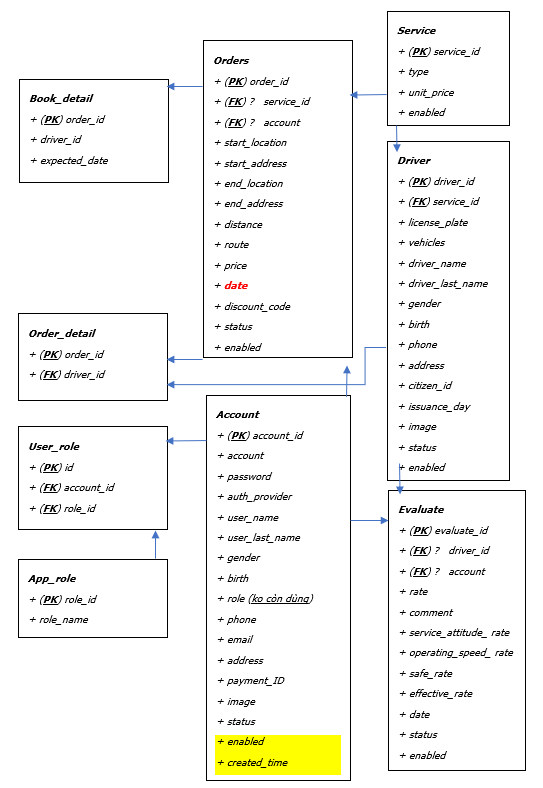 Service
+ (PK) service_id
+ type
+ unit_price
+ enabled
Orders
+ (PK) order_id
+ (FK) ? service_id
+ (FK) ? account
+ start_location
+ start_address
+ end_location
+ end_address
+ distance
+ route
+ price
+ date
+ discount_code
+ status
+ enabled
Book_detail
+ (PK) order_id
+ driver_id
+ expected_date
Driver
+ (PK) driver_id
+ (FK) service_id
+ license_plate
+ vehicles
+ driver_name
+ driver_last_name
+ gender
+ birth
+ phone
+ address
+ citizen_id
+ issuance_day
+ image
+ status
+ enabled
Order_detail
+ (PK) order_id
+ (FK) driver_id
Account
+ (PK) account_id
+ account
+ password
+ auth_provider
+ user_name
+ user_last_name
+ gender
+ birth
+ role (ko còn dùng)
+ phone
+ email
+ address
+ payment_ID
+ image
+ status
+ enabled
+ created_time
User_role
+ (PK) id
+ (FK) account_id
+ (FK) role_id
App_role
+ (PK) role_id
+ role_name
Evaluate
+ (PK) evaluate_id
+ (FK) ? driver_id
+ (FK) ? account
+ rate
+ comment
+ service_attitude_ rate
+ operating_speed_ rate
+ safe_rate
+ effective_rate
+ date
+ status
+ enabled